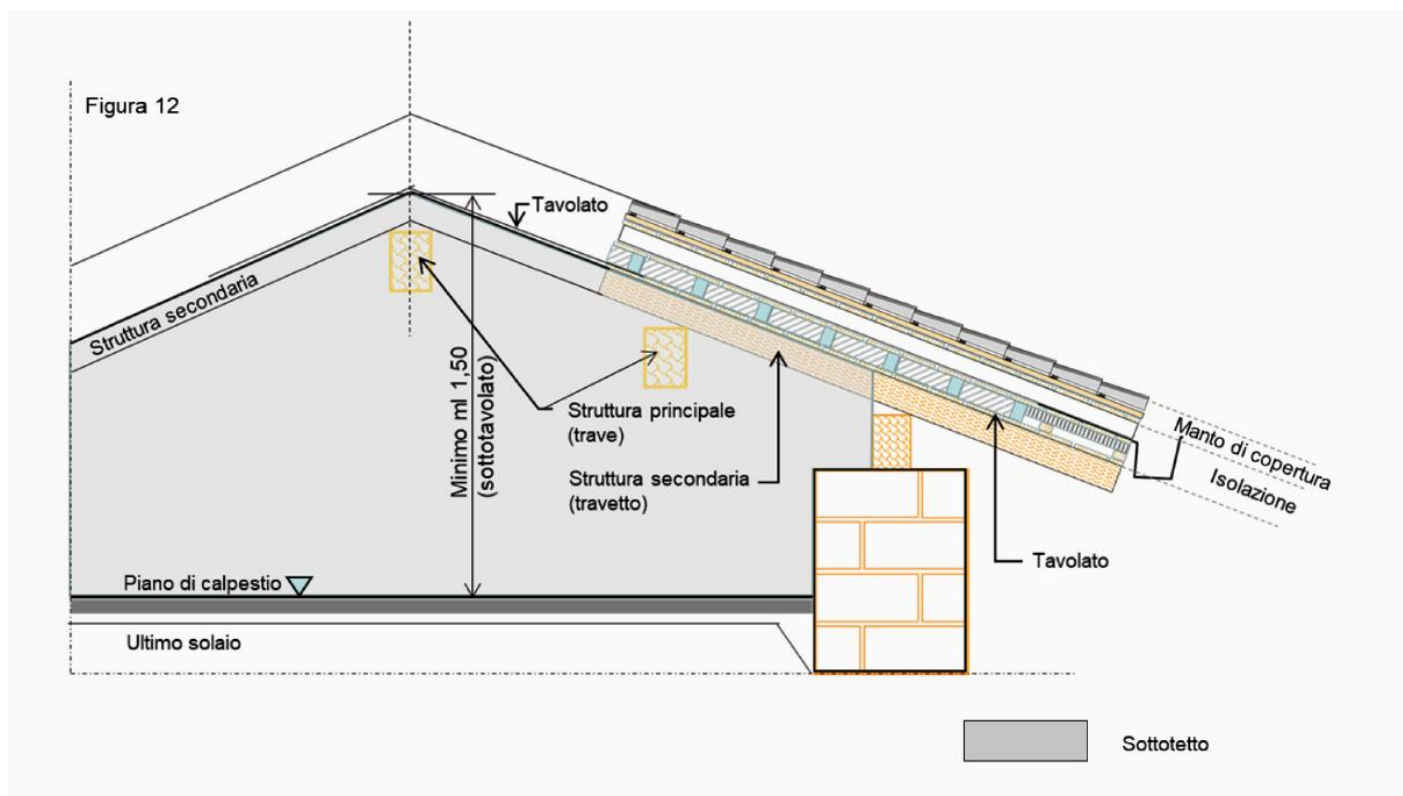 Figura 12
Tavolato
Struttura secondaria
Minimo ml 1,50
(sottotavolato)
Struttura principale
(trave)
Struttura secondaria
(travetto)
Manto di copertura
Isolazione
Tavolato
Piano di calpestio
Ultimo solaio
Sottotetto